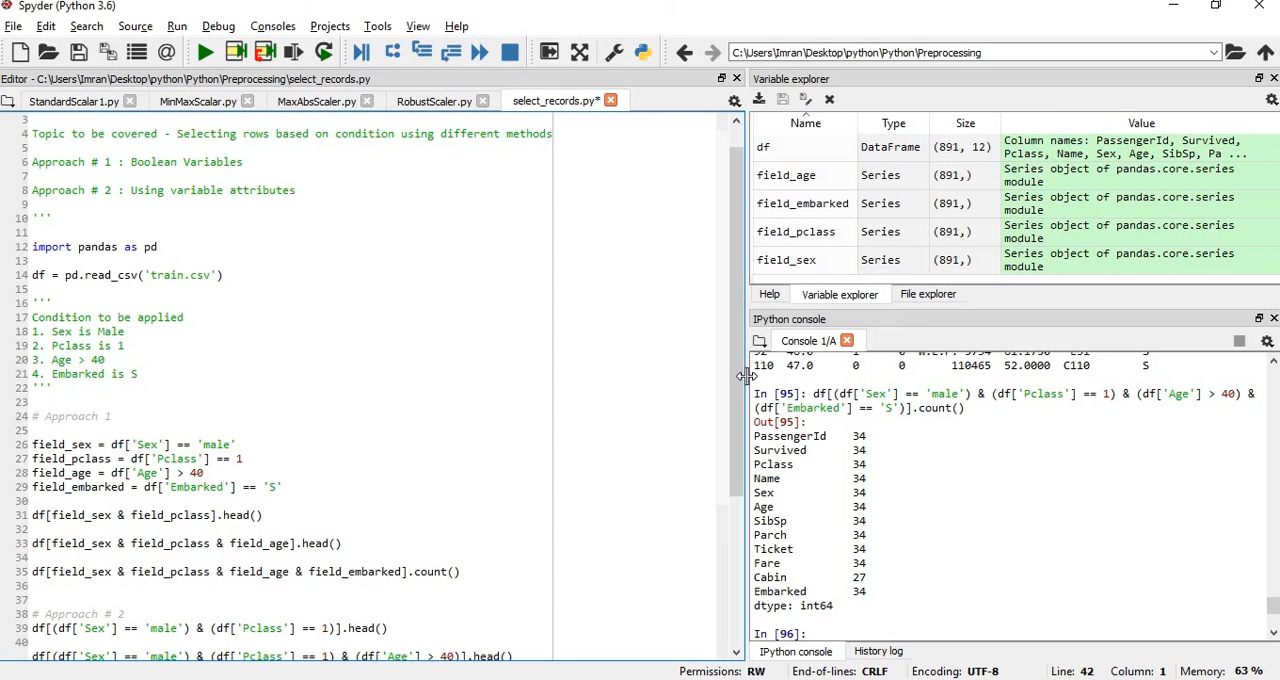 Spyder (Python 3.6)
File Edit Search Source Run Debug Consoles Projects Tools View Help
C:\Users\Imran\Desktop\python\Python\Preprocessing
Editor - C:\Users\Imran\Desktop\python\Python\Preprocessing\select_records.py
StandardScalar1.py MinMaxScalar.py MaxAbsScaler.py RobustScaler.py select_records.py*
3
4 Topic to be covered - Selecting rows based on condition using different methods
5
6 Approach # 1 : Boolean Variables
7
8 Approach # 2 : Using variable attributes
9
10 '''
11
12 import pandas as pd
13
14 df = pd.read_csv('train.csv')
15
16 '''
17 Condition to be applied
18 1. Sex is Male
19 2. Pclass is 1
20 3. Age > 40
21 4. Embarked is S
22 '''
23
24 # Approach 1
25
26 field_sex = df['Sex'] == 'male'
27 field_pclass = df['Pclass'] == 1
28 field_age = df['Age'] > 40
29 field_embarked = df['Embarked'] == 'S'
30
31 df[field_sex & field_pclass].head()
32
33 df[field_sex & field_pclass & field_age].head()
34
35 df[field_sex & field_pclass & field_age & field_embarked].count()
36
37
38 # Approach # 2
39 df[(df['Sex'] == 'male') & (df['Pclass'] == 1)].head()
40
df[(df['Sex'] == 'male') & (df['Pclass'] == 1) & (df['Age'] > 40)].head()
Variable explorer
Name Type Size Value
df DataFrame (891, 12) Column names: PassengerId, Survived,
Pclass, Name, Sex, Age, SibSp, Pa ...
field_age Series (891,) Series object of pandas.core.series
module
field_embarked Series (891,) Series object of pandas.core.series
module
field_pclass Series (891,) Series object of pandas.core.series
module
field_sex Series (891,) Series object of pandas.core.series
module
Help Variable explorer File explorer
IPython console
Console 1/A
110 47.0 0 0 110465 52.0000 C110 S
In [95]: df[(df['Sex'] == 'male') & (df['Pclass'] == 1) & (df['Age'] > 40) &
(df['Embarked'] == 'S')].count()
Out[95]:
PassengerId 34
Survived 34
Pclass 34
Name 34
Sex 34
Age 34
SibSp 34
Parch 34
Ticket 34
Fare 34
Cabin 27
Embarked 34
dtype: int64
In [96]:
IPython console History log
Permissions: RW End-of-lines: CRLF Encoding: UTF-8 Line: 42 Column: 1 Memory: 63 %